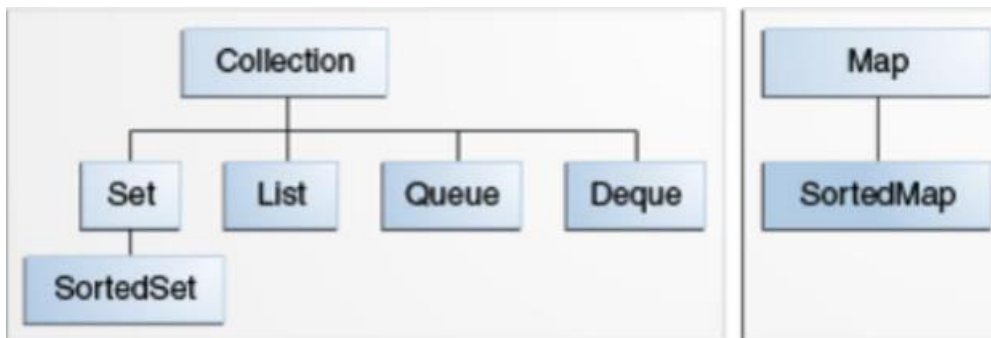 Collection
Map
Set
List
Queue
Deque
SortedMap
SortedSet